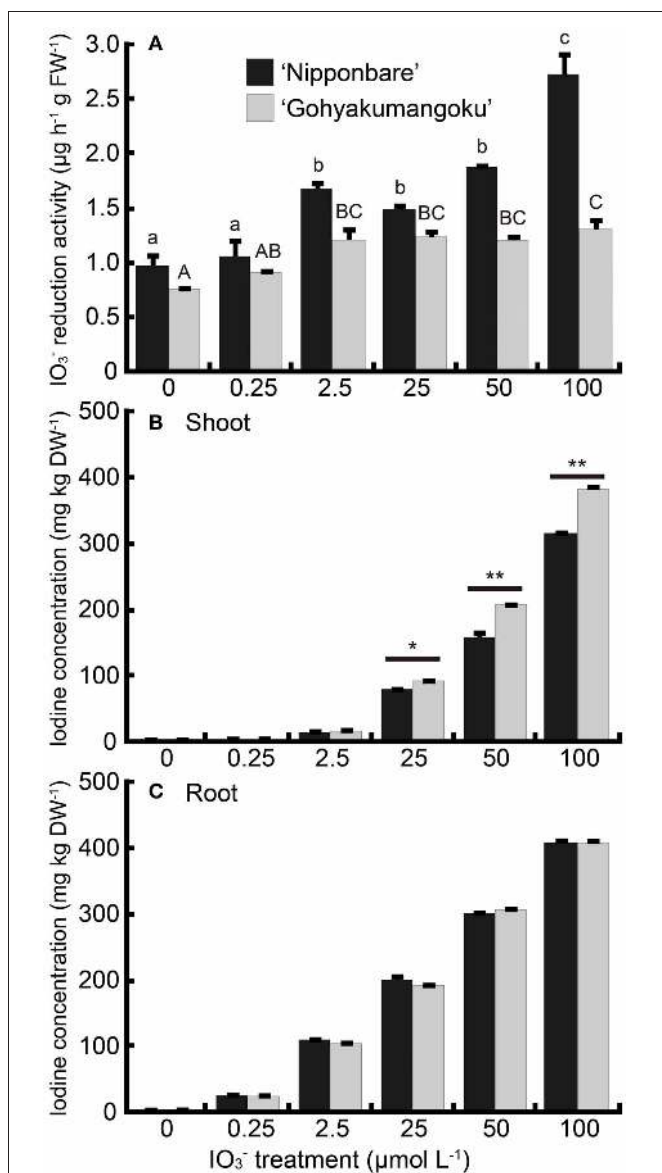 A
'Nipponbare'
'Gohyakumangoku'
IO₃⁻ reduction activity (µg h⁻¹ g FW⁻¹)
3.0
2.5
2.0
1.5
1.0
0.5
0
a A a AB b BC b BC b BC c C
0 0.25 2.5 25 50 100
B Shoot
Iodine concentration (mg kg DW⁻¹)
500
400
300
200
100
0
* ** **
0 0.25 2.5 25 50 100
C Root
Iodine concentration (mg kg DW⁻¹)
500
400
300
200
100
0
0 0.25 2.5 25 50 100
IO₃⁻ treatment (µmol L⁻¹)